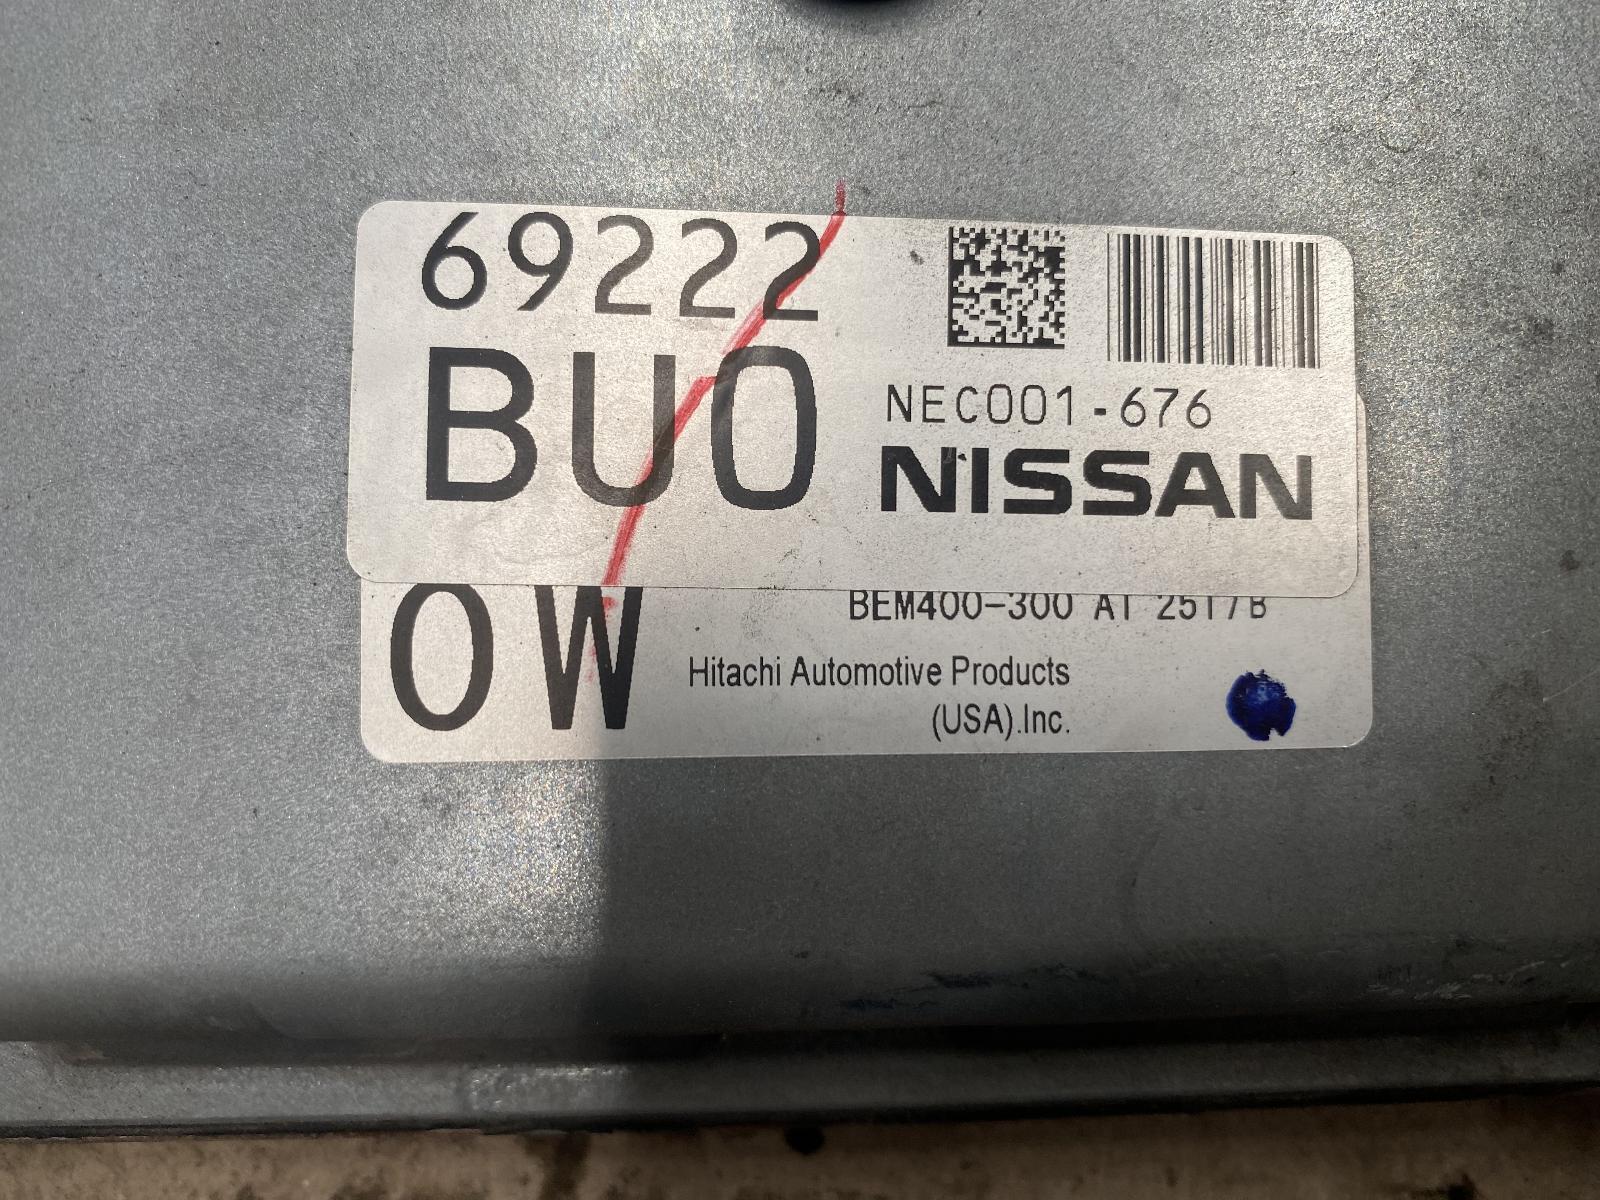 69222
BU0
NEC001-676
NISSAN
0W
BEM400-300 A1 2517B
Hitachi Automotive Products
(USA).Inc.